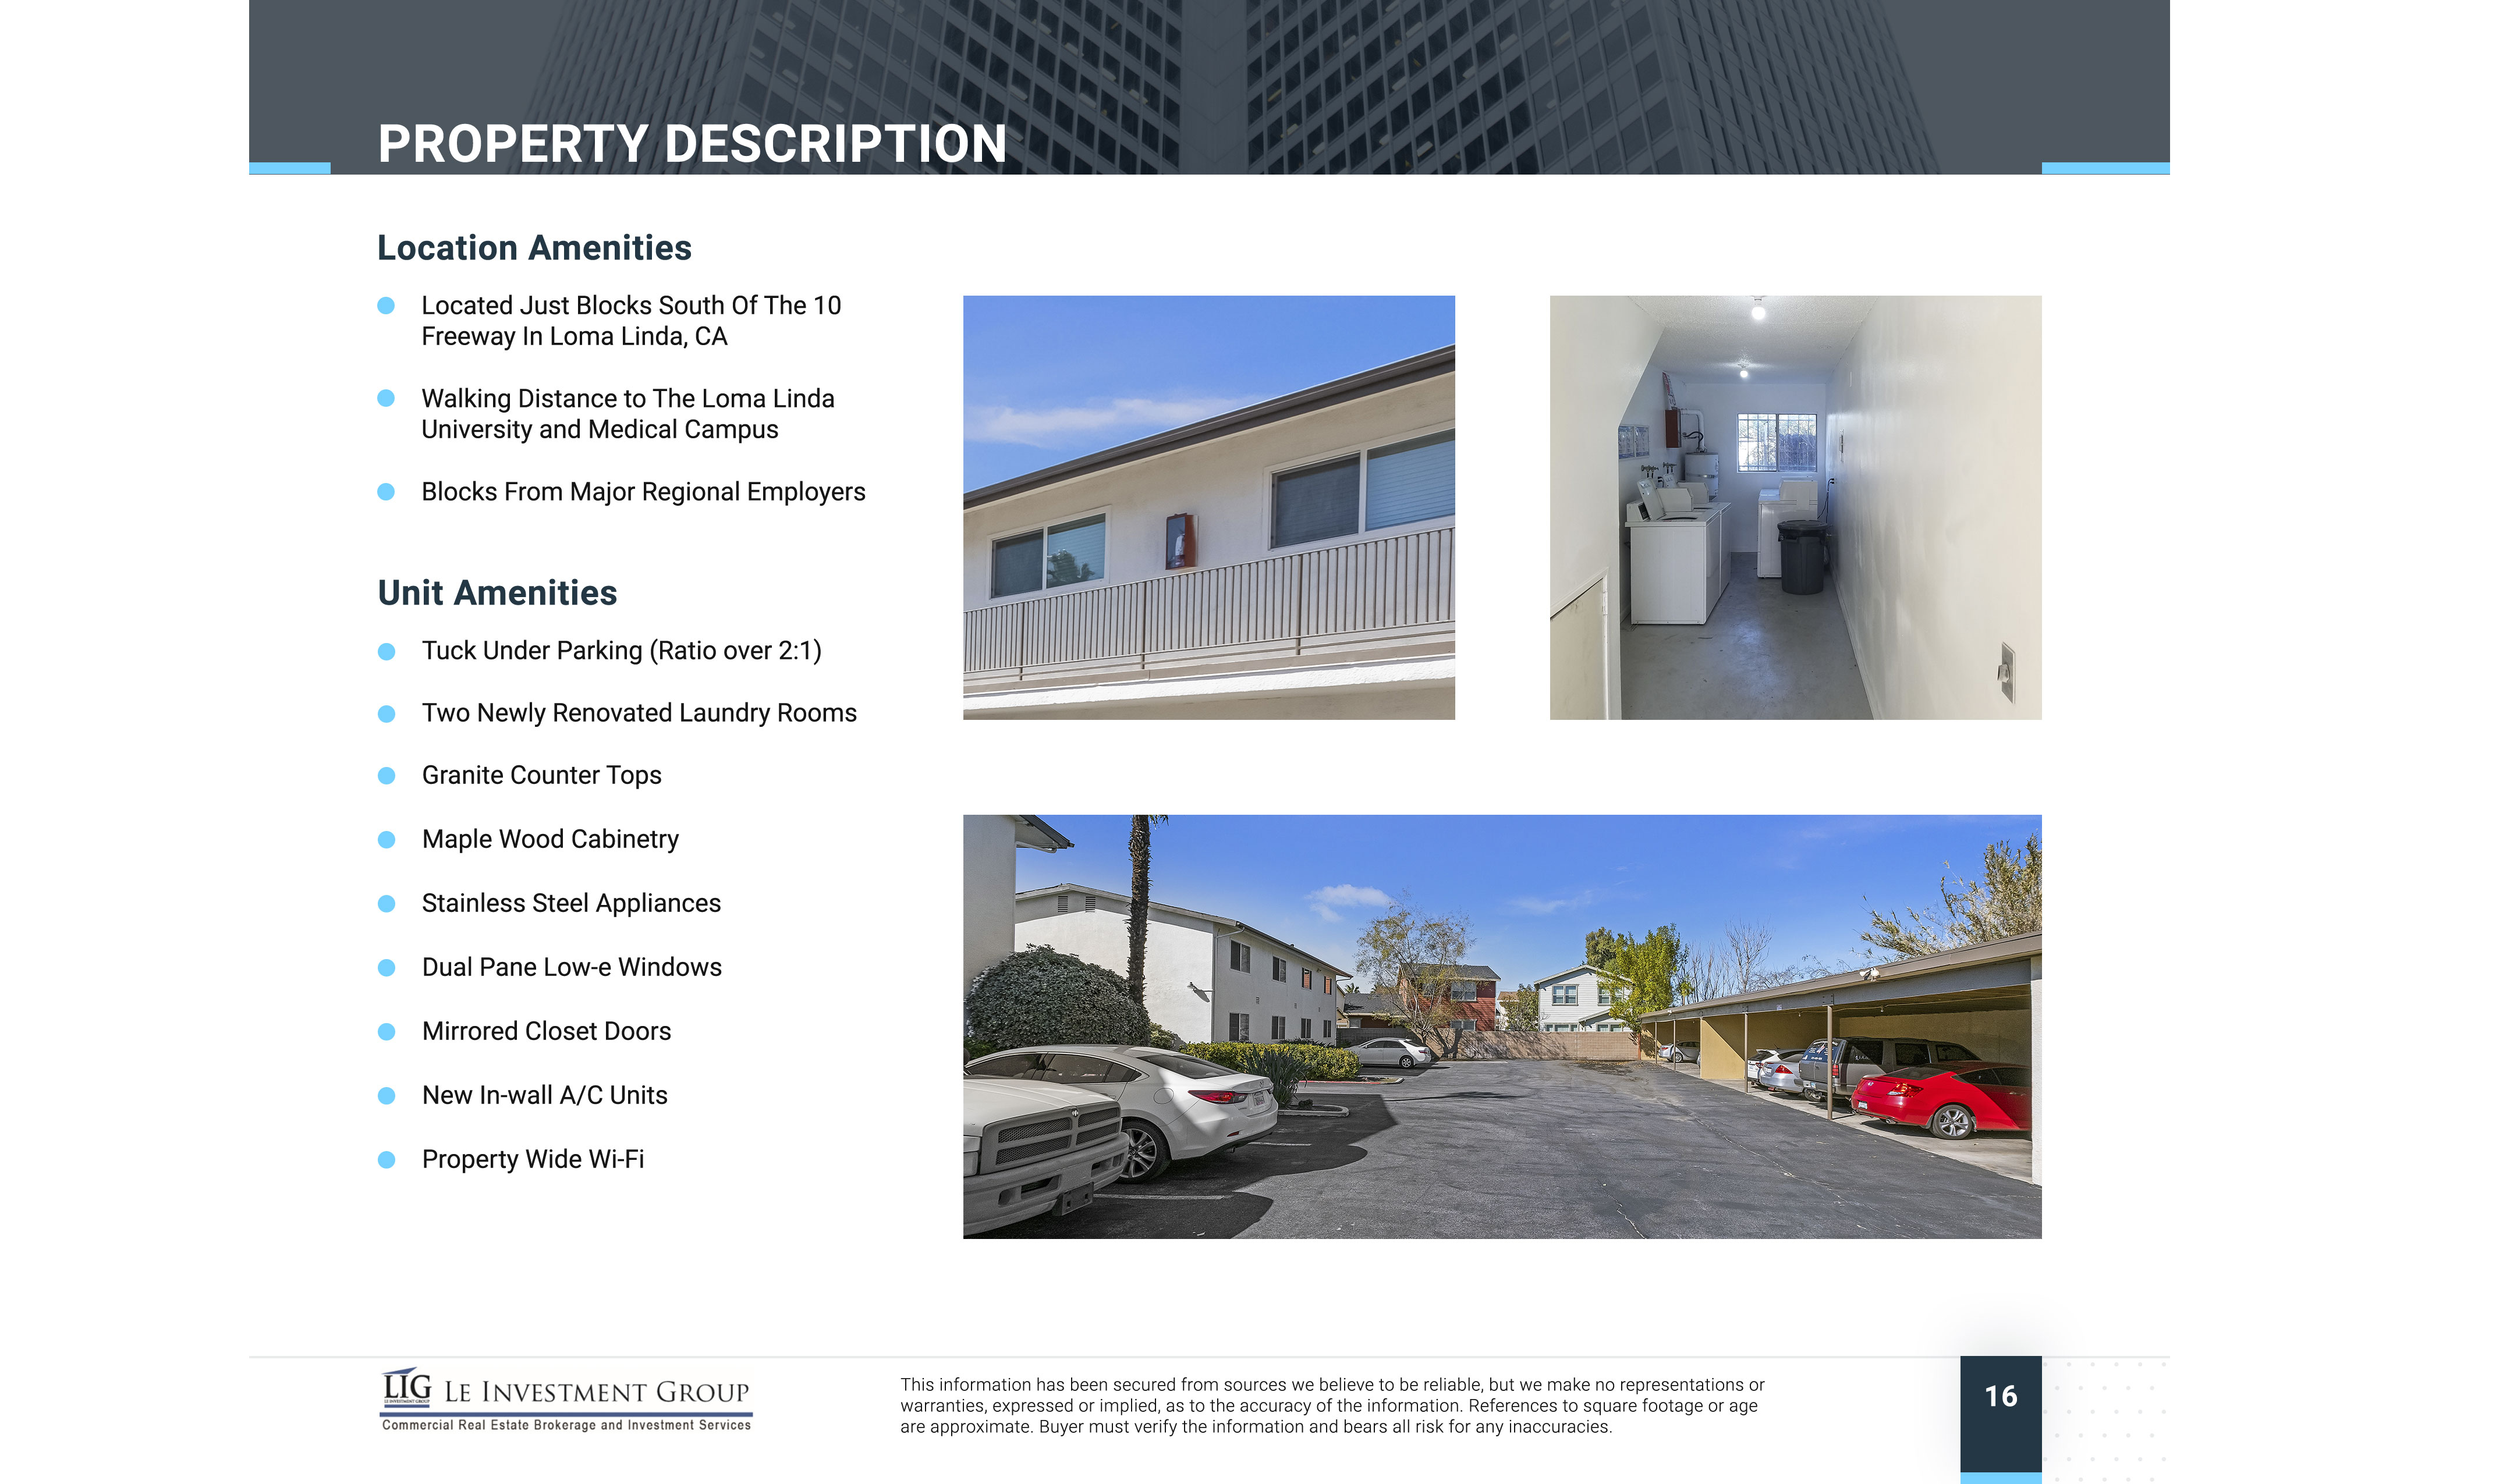 PROPERTY DESCRIPTION
Location Amenities
Located Just Blocks South Of The 10
Freeway In Loma Linda, CA
Walking Distance to The Loma Linda
University and Medical Campus
Blocks From Major Regional Employers
Unit Amenities
Tuck Under Parking (Ratio over 2:1)
Two Newly Renovated Laundry Rooms
Granite Counter Tops
Maple Wood Cabinetry
Stainless Steel Appliances
Dual Pane Low-e Windows
Mirrored Closet Doors
New In-wall A/C Units
Property Wide Wi-Fi
LIG
LE INVESTMENT GROUP
LE INVESTMENT GROUP
Commercial Real Estate Brokerage and Investment Services
This information has been secured from sources we believe to be reliable, but we make no representations or
warranties, expressed or implied, as to the accuracy of the information. References to square footage or age
are approximate. Buyer must verify the information and bears all risk for any inaccuracies.
16